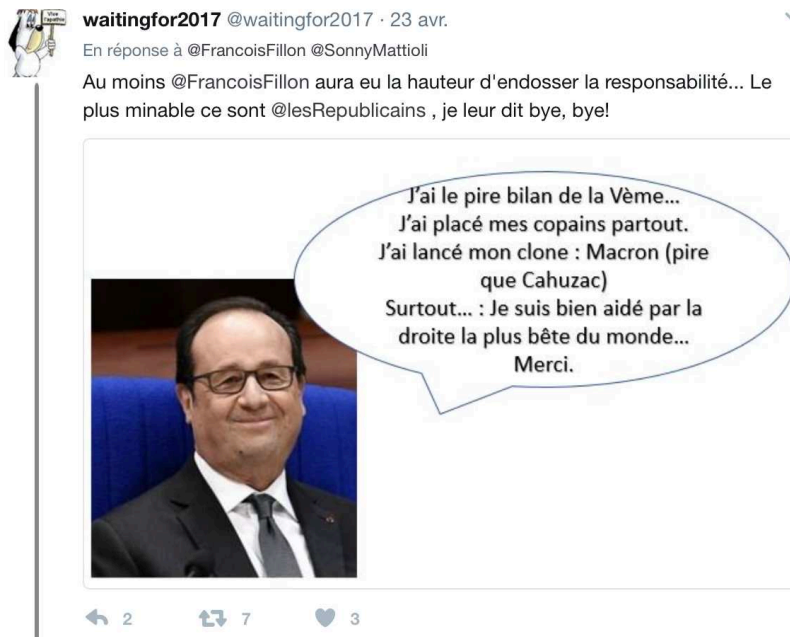 Vive
l'apathie
waitingfor2017 @waitingfor2017 · 23 avr.
En réponse à @FrancoisFillon @SonnyMattioli
Au moins @FrancoisFillon aura eu la hauteur d'endosser la responsabilité... Le
plus minable ce sont @lesRepublicains , je leur dit bye, bye!
J'ai le pire bilan de la Vème...
J'ai placé mes copains partout.
J'ai lancé mon clone : Macron (pire
que Cahuzac)
Surtout... : Je suis bien aidé par la
droite la plus bête du monde...
Merci.
2 7 3